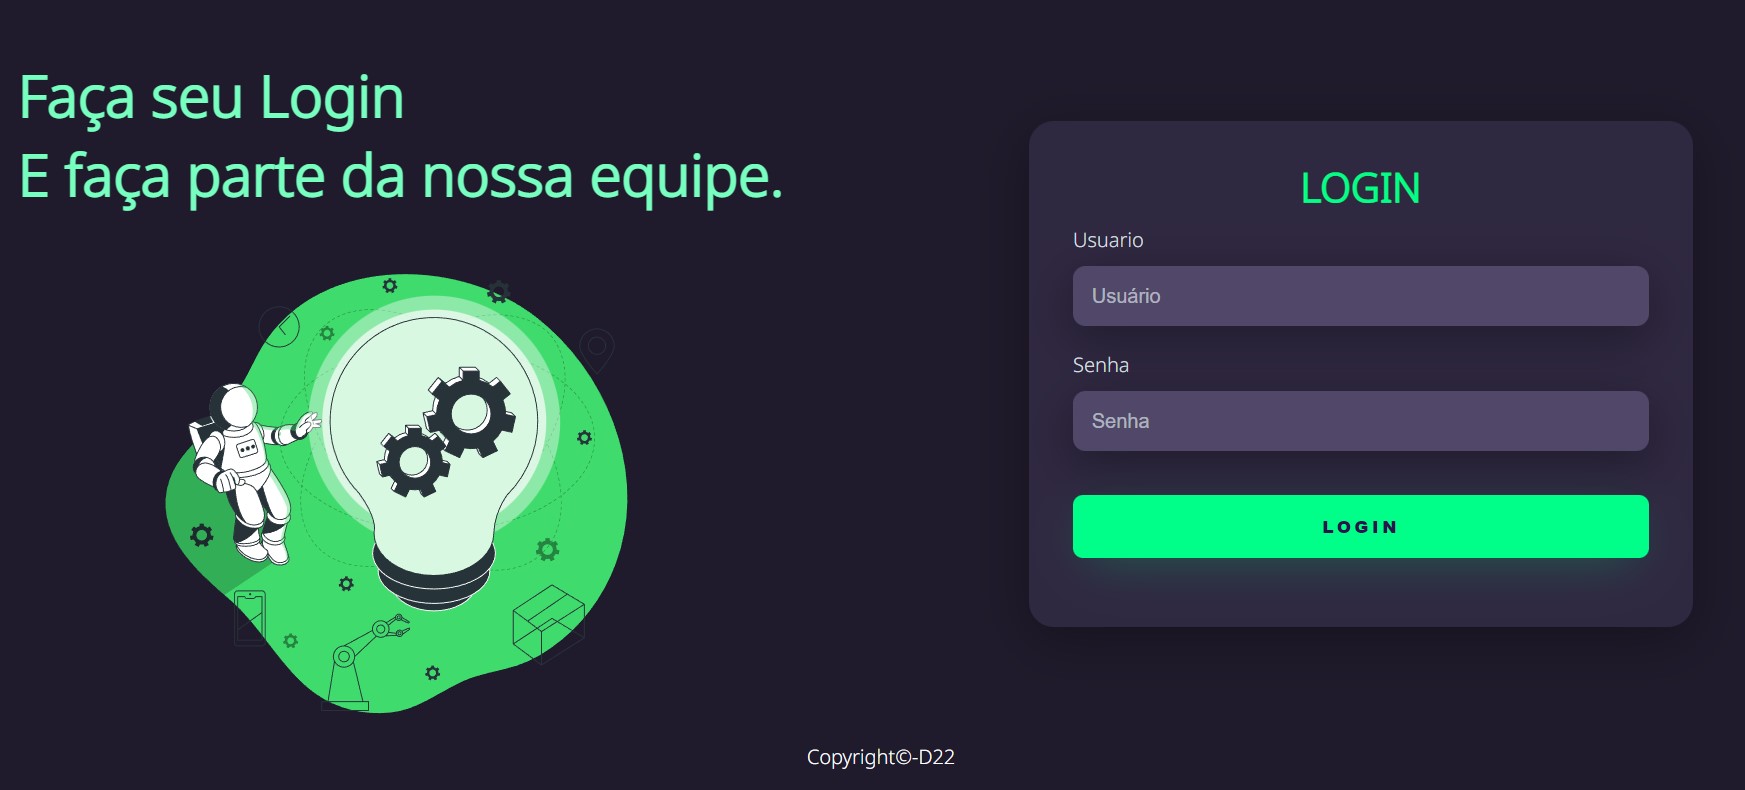 Faça seu Login
E faça parte da nossa equipe.
LOGIN
Usuario
Usuário
Senha
Senha
LOGIN
Copyright©-D22